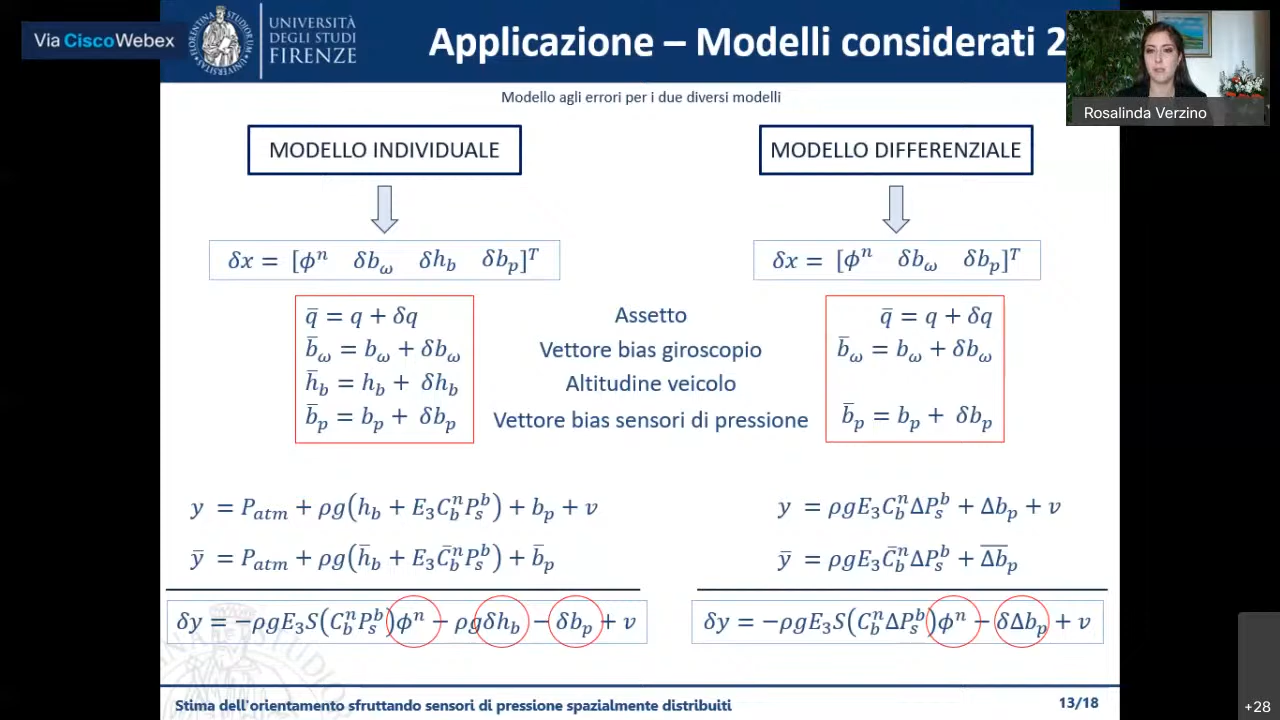 Via Cisco Webex
UNIVERSITÀ
DEGLI STUDI
FIRENZE
Applicazione – Modelli considerati 2
Rosalinda Verzino
Modello agli errori per i due diversi modelli
MODELLO INDIVIDUALE
MODELLO DIFFERENZIALE
δx = [ϕⁿ δb_ω δh_b δb_p]ᵀ
δx = [ϕⁿ δb_ω δb_p]ᵀ
q̄ = q + δq
Assetto
q̄ = q + δq
b̄_ω = b_ω + δb_ω
Vettore bias giroscopio
b̄_ω = b_ω + δb_ω
h̄_b = h_b + δh_b
Altitudine veicolo
b̄_p = b_p + δb_p
Vettore bias sensori di pressione
b̄_p = b_p + δb_p
y = P_atm + ρg(h_b + E₃C_b^n P_s^b) + b_p + v
y = ρgE₃C_b^n ΔP_s^b + Δb_p + v
ȳ = P_atm + ρg(h̄_b + E₃C̄_b^n P_s^b) + b̄_p
ȳ = ρgE₃C̄_b^n ΔP_s^b + Δ̅b̅_p
δy = −ρgE₃S(C_b^n P_s^b)ϕⁿ − ρgδh_b − δb_p + v
δy = −ρgE₃S(C_b^n ΔP_s^b)ϕⁿ − δΔb_p + v
Stima dell'orientamento sfruttando sensori di pressione spazialmente distribuiti
13/18
+28